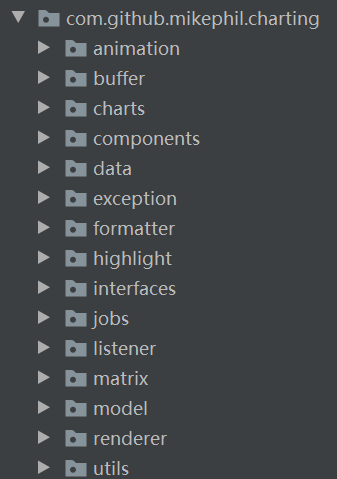 com.github.mikephil.charting
animation
buffer
charts
components
data
exception
formatter
highlight
interfaces
jobs
listener
matrix
model
renderer
utils